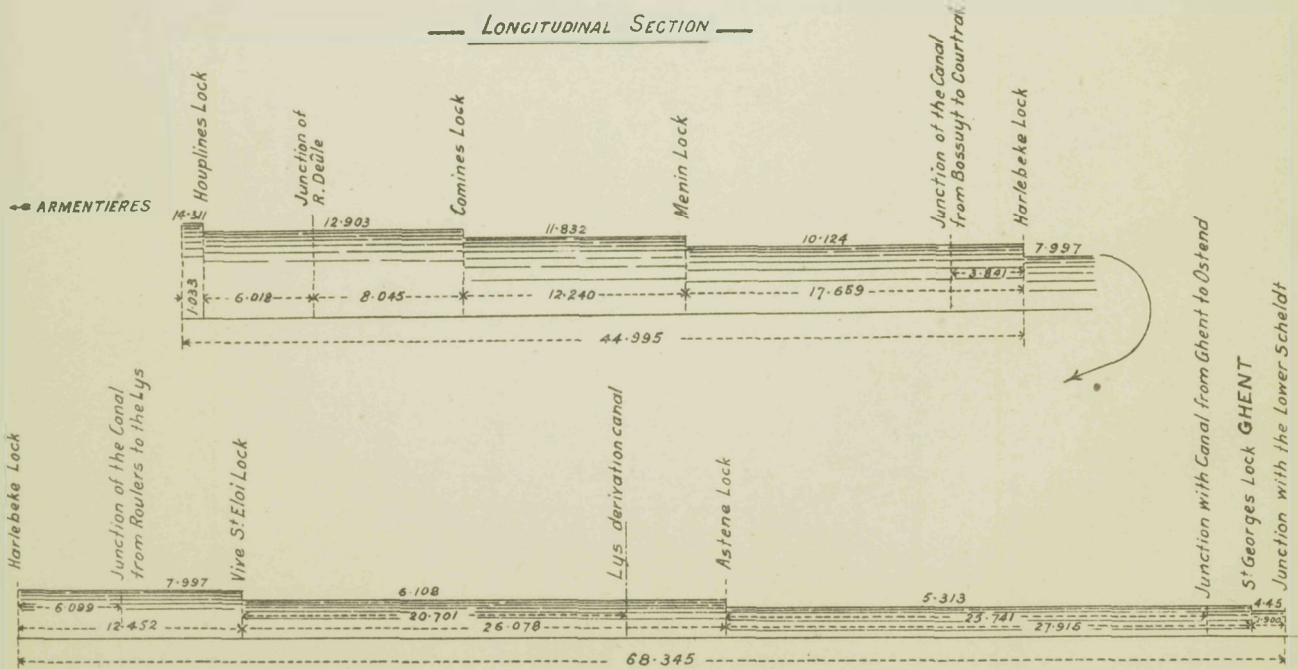 LONGITUDINAL SECTION
Houplines Lock
Junction of
R. Deûle
Comines Lock
Menin Lock
Junction of the Canal
from Bossuyt to Courtrai
Harlebeke Lock
ARMENTIERES
14·311
12·903
11·832
10·124
7·997
1·033
6·018
8·045
12·240
17·659
3·841
44·995
Harlebeke Lock
Junction of the Canal
from Roulers to the Lys
Vive St Eloi Lock
Lys derivation canal
Astene Lock
Junction with Canal from Ghent to Ostend
St Georges Lock GHENT
Junction with the Lower Scheldt
7·997
6·108
5·313
4·45
6·099
20·701
25·741
12·452
26·078
27·915
1·900
68·345